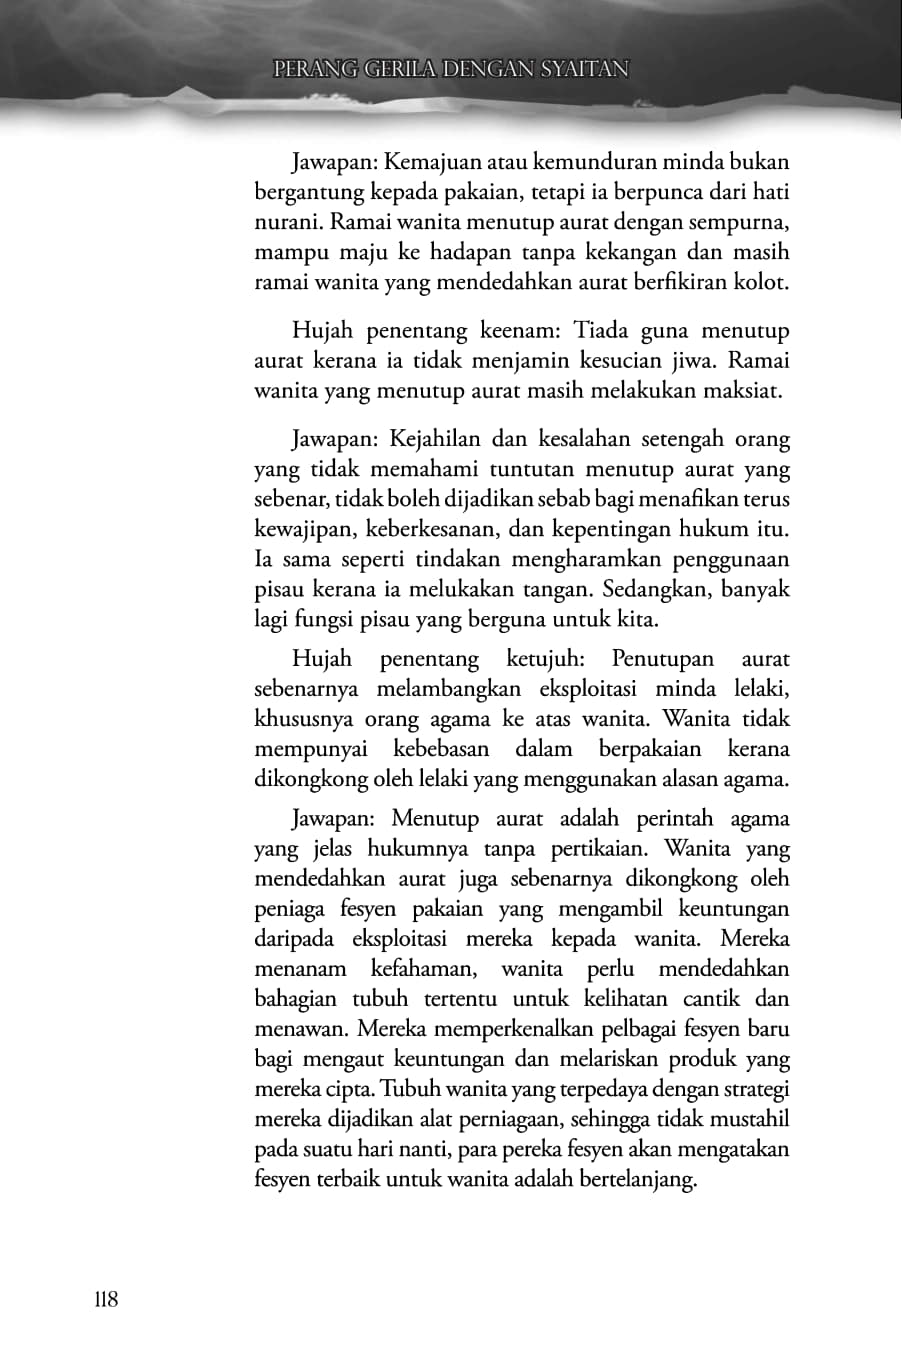 PERANG GERILA DENGAN SYAITAN
Jawapan: Kemajuan atau kemunduran minda bukan
bergantung kepada pakaian, tetapi ia berpunca dari hati
nurani. Ramai wanita menutup aurat dengan sempurna,
mampu maju ke hadapan tanpa kekangan dan masih
ramai wanita yang mendedahkan aurat berfikiran kolot.
Hujah penentang keenam: Tiada guna menutup
aurat kerana ia tidak menjamin kesucian jiwa. Ramai
wanita yang menutup aurat masih melakukan maksiat.
Jawapan: Kejahilan dan kesalahan setengah orang
yang tidak memahami tuntutan menutup aurat yang
sebenar, tidak boleh dijadikan sebab bagi menafikan terus
kewajipan, keberkesanan, dan kepentingan hukum itu.
Ia sama seperti tindakan mengharamkan penggunaan
pisau kerana ia melukakan tangan. Sedangkan, banyak
lagi fungsi pisau yang berguna untuk kita.
Hujah penentang ketujuh: Penutupan aurat
sebenarnya melambangkan eksploitasi minda lelaki,
khususnya orang agama ke atas wanita. Wanita tidak
mempunyai kebebasan dalam berpakaian kerana
dikongkong oleh lelaki yang menggunakan alasan agama.
Jawapan: Menutup aurat adalah perintah agama
yang jelas hukumnya tanpa pertikaian. Wanita yang
mendedahkan aurat juga sebenarnya dikongkong oleh
peniaga fesyen pakaian yang mengambil keuntungan
daripada eksploitasi mereka kepada wanita. Mereka
menanam kefahaman, wanita perlu mendedahkan
bahagian tubuh tertentu untuk kelihatan cantik dan
menawan. Mereka memperkenalkan pelbagai fesyen baru
bagi mengaut keuntungan dan melariskan produk yang
mereka cipta. Tubuh wanita yang terpedaya dengan strategi
mereka dijadikan alat perniagaan, sehingga tidak mustahil
pada suatu hari nanti, para pereka fesyen akan mengatakan
fesyen terbaik untuk wanita adalah bertelanjang.
118